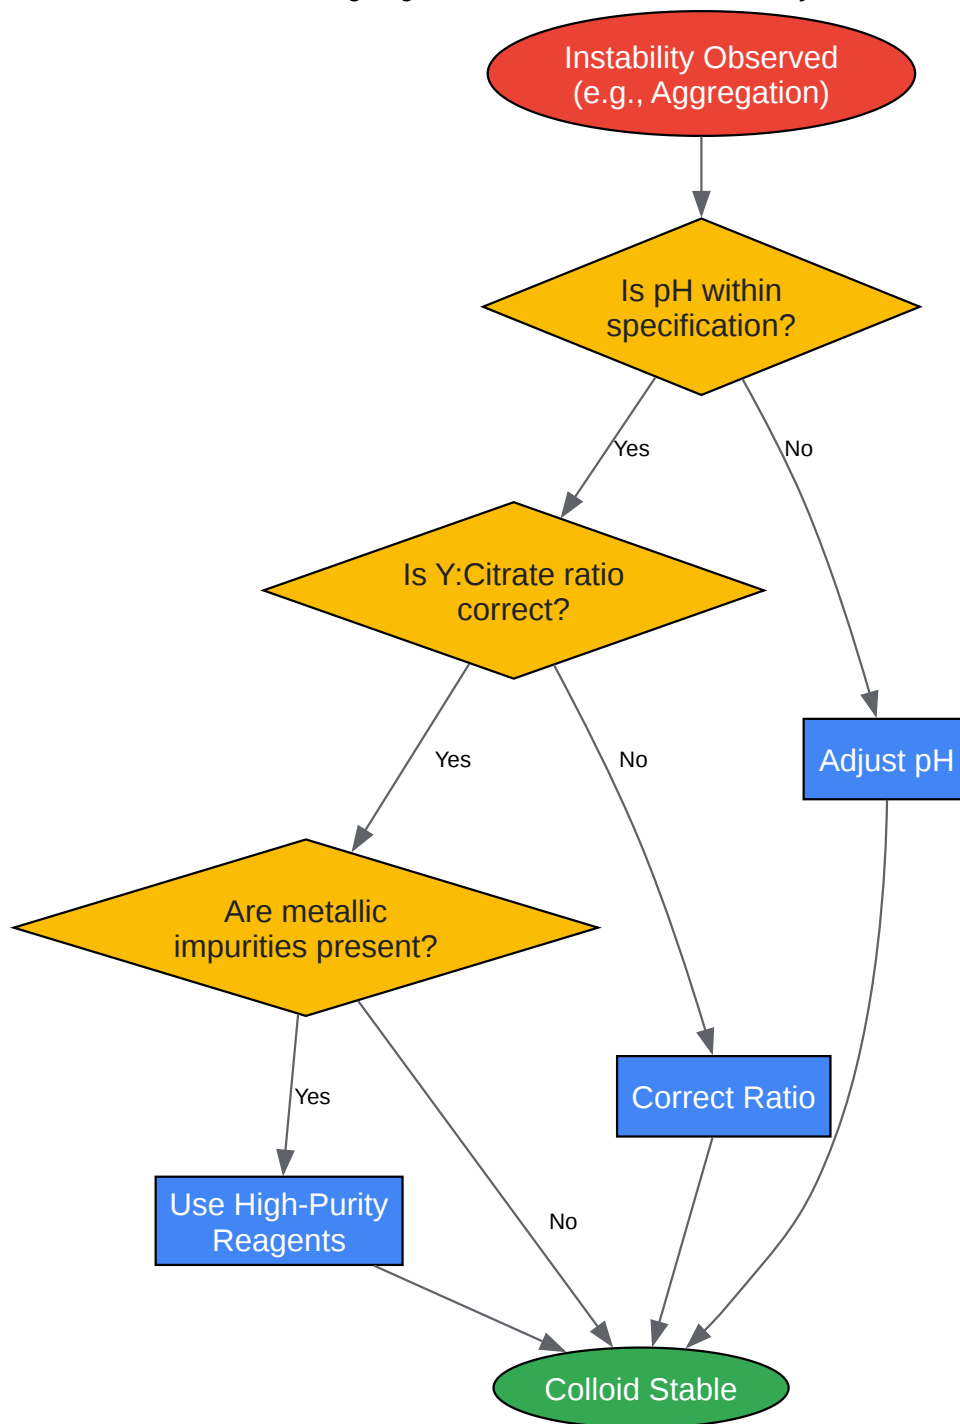 Instability Observed
(e.g., Aggregation)
Is pH within
specification?
Yes
No
Is Y:Citrate ratio
correct?
Yes
No
Adjust pH
Are metallic
impurities present?
Yes
Correct Ratio
Use High-Purity
Reagents
No
Colloid Stable